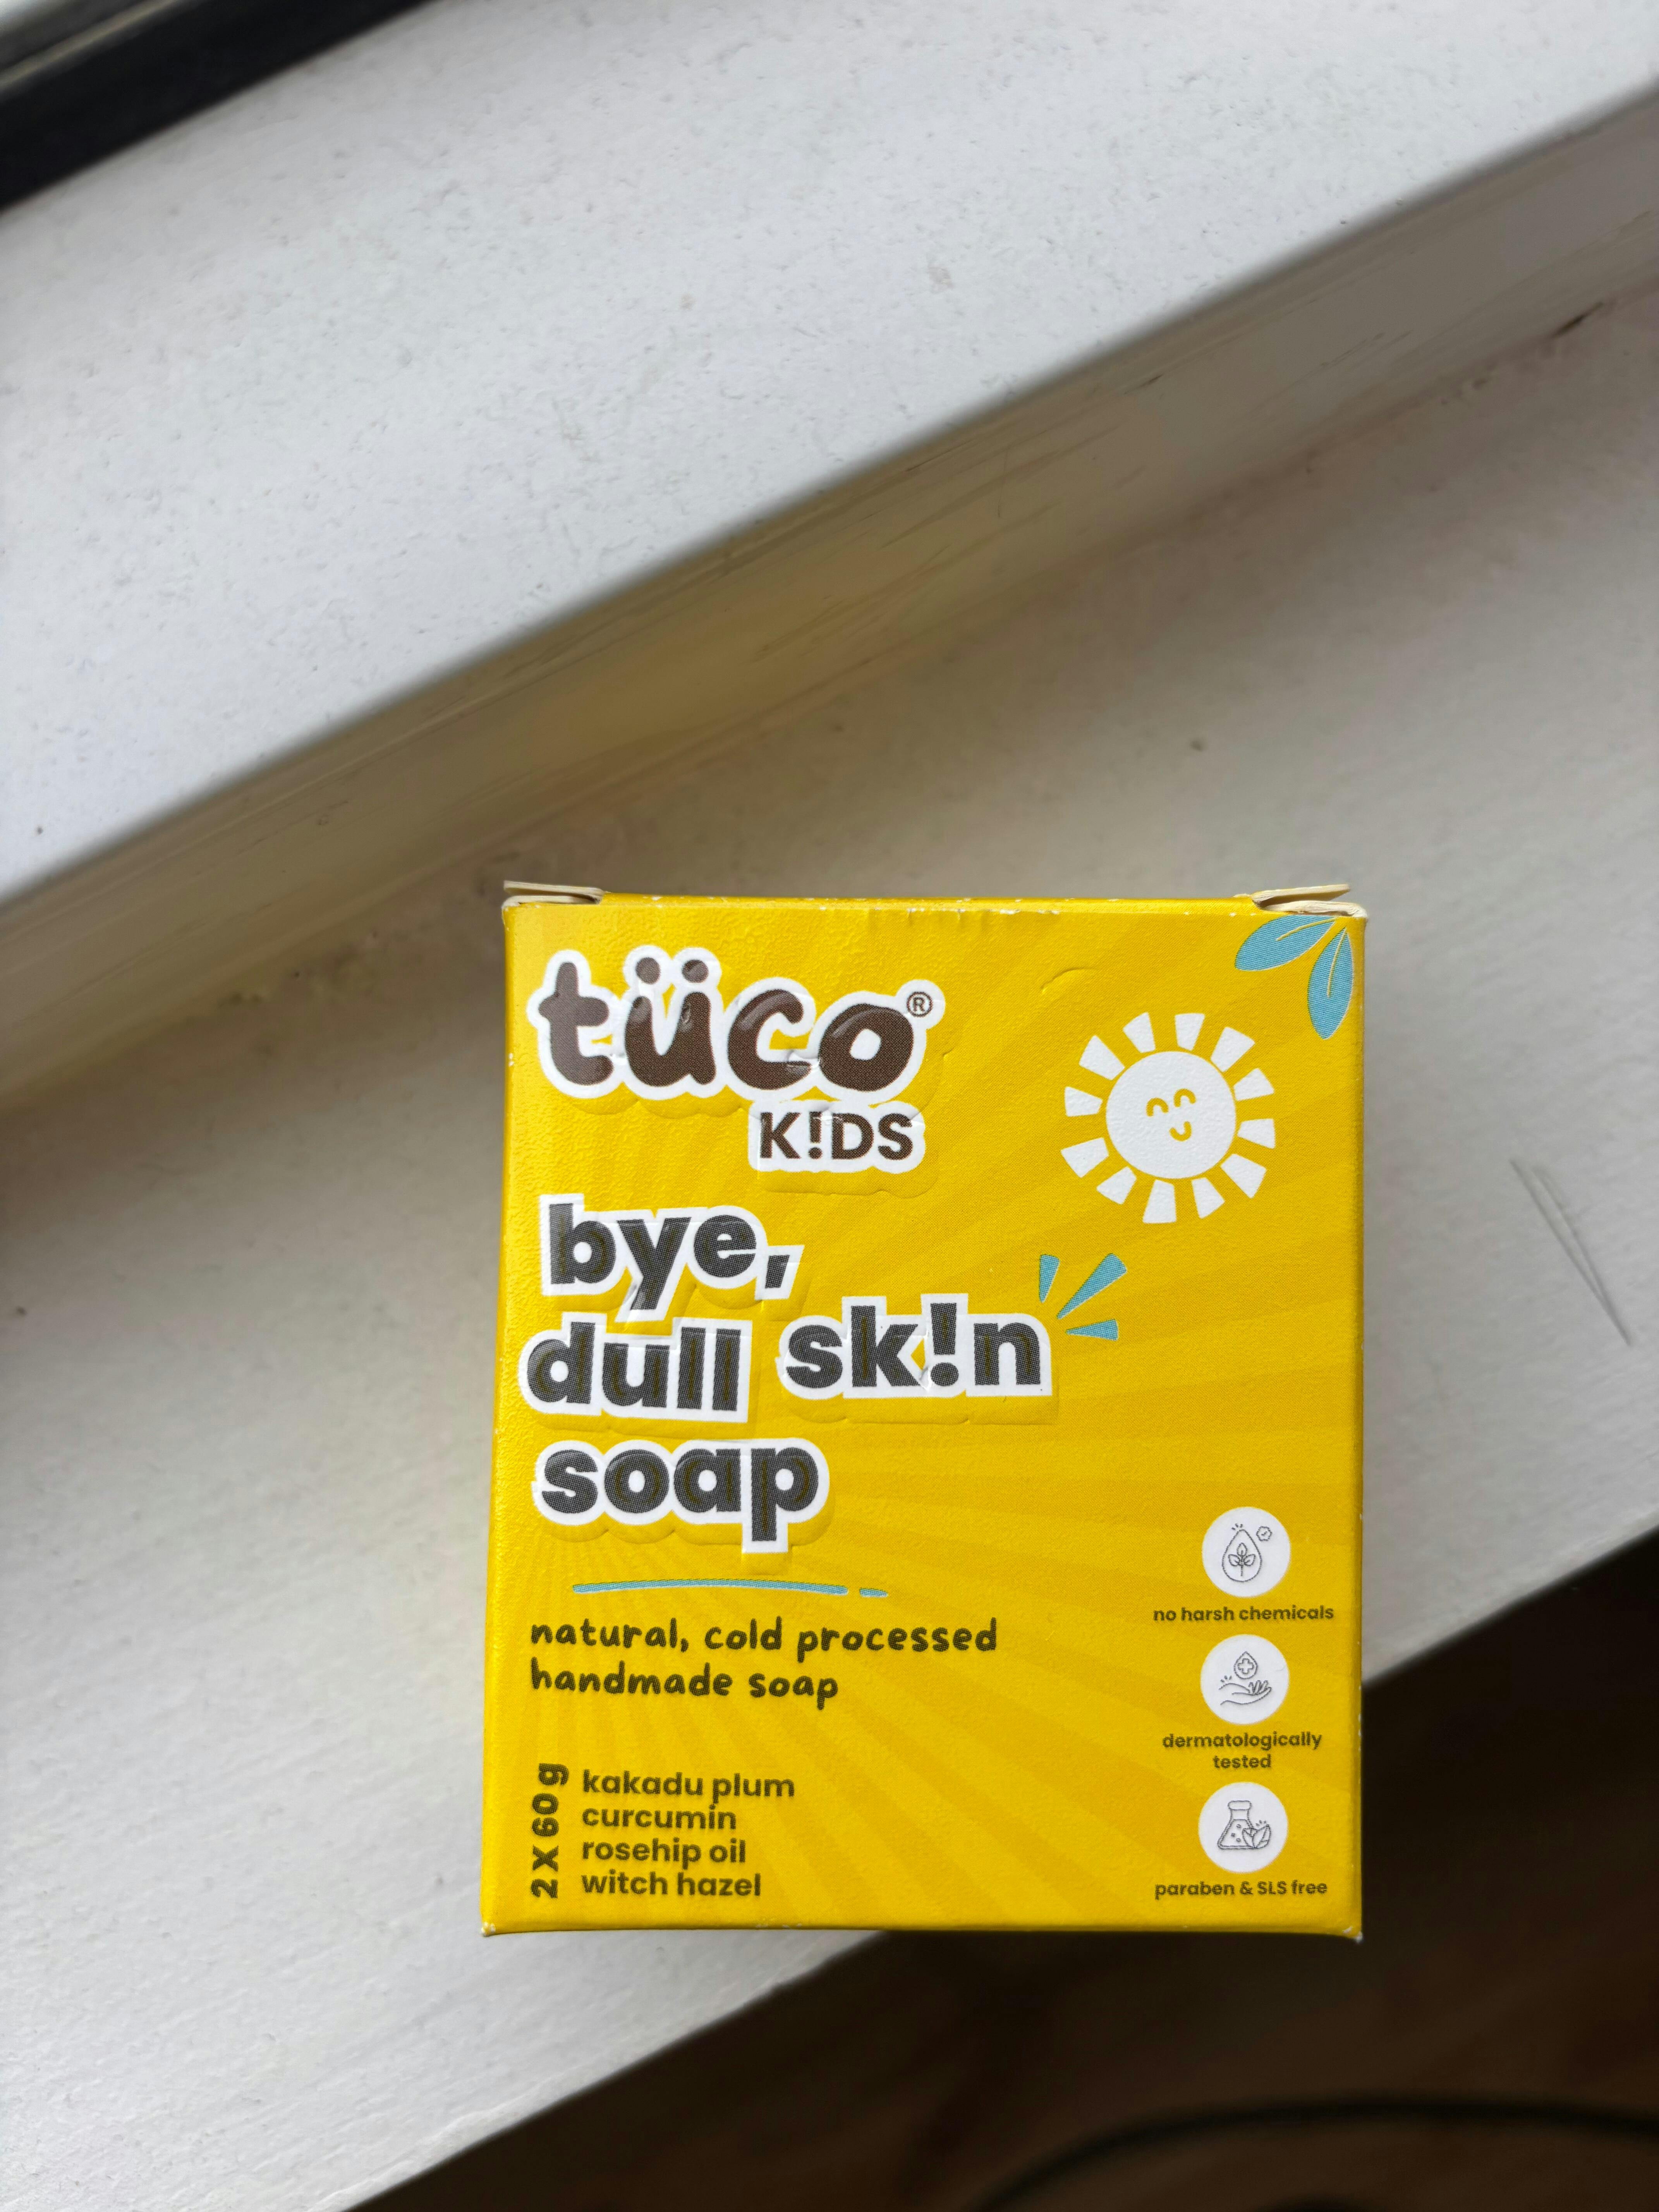 tüco®
K!DS
bye,
dull sk!n
soap
natural, cold processed
handmade soap
2 X 60 g
kakadu plum
curcumin
rosehip oil
witch hazel
no harsh chemicals
dermatologically
tested
paraben & SLS free